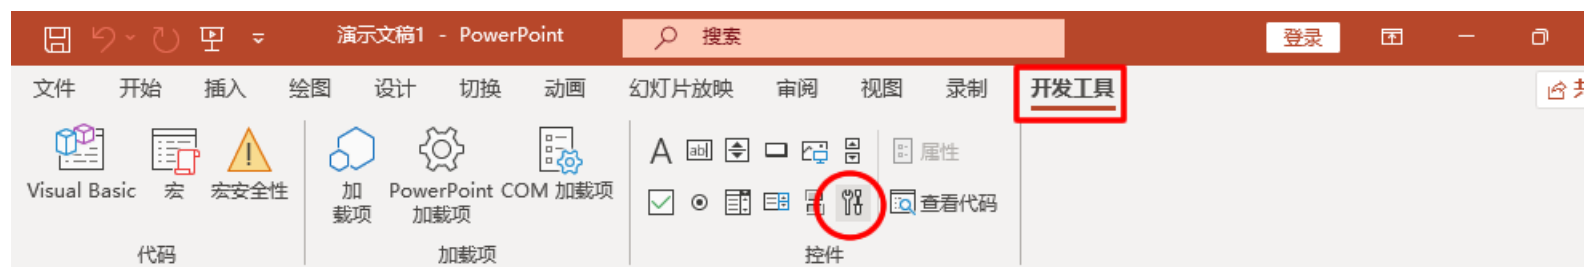 演示文稿1 - PowerPoint 搜索 登录
文件 开始 插入 绘图 设计 切换 动画 幻灯片放映 审阅 视图 录制 开发工具
A ab 属性
Visual Basic 宏 宏安全性 加载项 PowerPoint 加载项 COM 加载项 查看代码
代码 加载项 控件